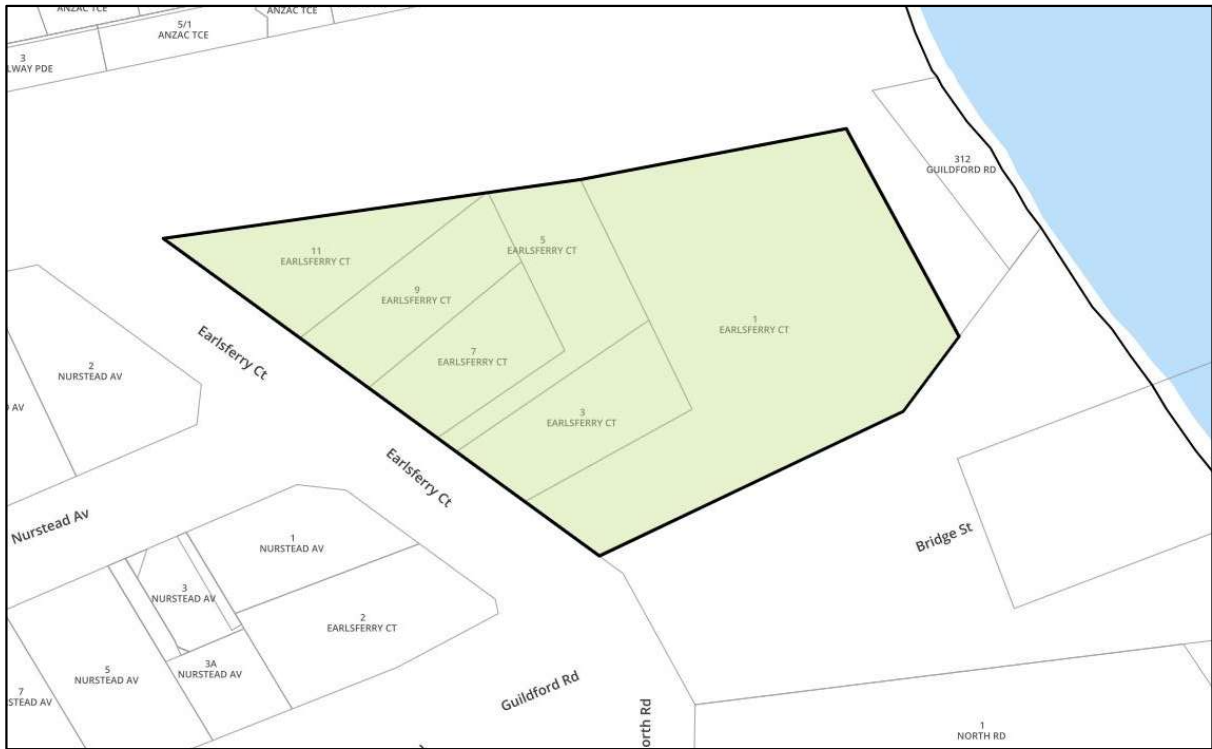 ANZAC TCE
5/1
ANZAC TCE
ANZAC TCE
3
LWAY PDE
312
GUILDFORD RD
11
EARLSFERRY CT
5
EARLSFERRY CT
9
EARLSFERRY CT
1
EARLSFERRY CT
7
EARLSFERRY CT
Earlsferry Ct
2
NURSTEAD AV
AV
3
EARLSFERRY CT
Earlsferry Ct
Nurstead Av
Bridge St
1
NURSTEAD AV
3
NURSTEAD AV
2
EARLSFERRY CT
3A
NURSTEAD AV
5
NURSTEAD AV
7
STEAD AV
Guildford Rd
orth Rd
1
NORTH RD